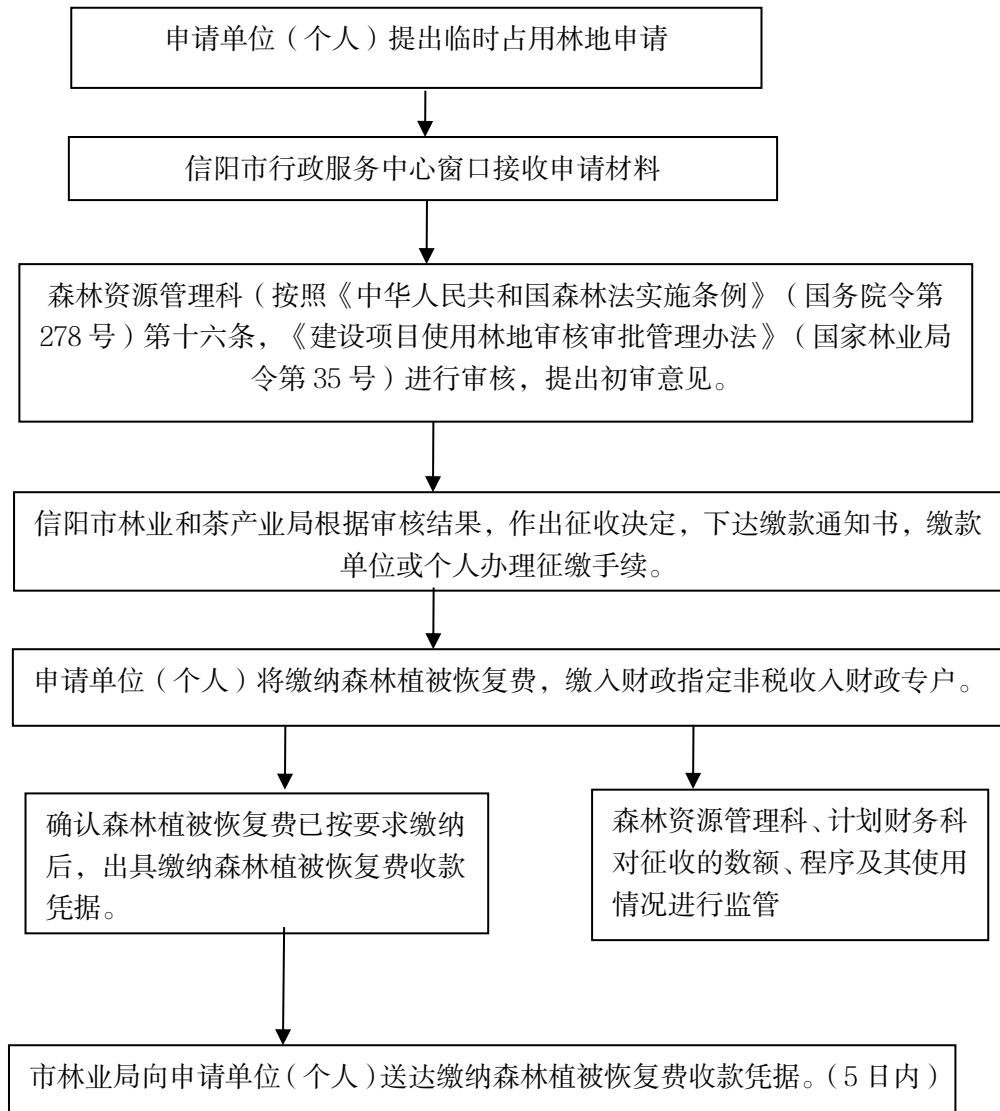 申请单位（个人）提出临时占用林地申请
信阳市行政服务中心窗口接收申请材料
森林资源管理科（按照《中华人民共和国森林法实施条例》（国务院令第
278 号）第十六条，《建设项目使用林地审核审批管理办法》（国家林业局
令第 35 号）进行审核，提出初审意见。
信阳市林业和茶产业局根据审核结果，作出征收决定，下达缴款通知书，缴款
单位或个人办理征缴手续。
申请单位（个人）将缴纳森林植被恢复费，缴入财政指定非税收入财政专户。
确认森林植被恢复费已按要求缴纳
后，出具缴纳森林植被恢复费收款
凭据。
森林资源管理科、计划财务科
对征收的数额、程序及其使用
情况进行监管
市林业局向申请单位（个人）送达缴纳森林植被恢复费收款凭据。（5 日内）